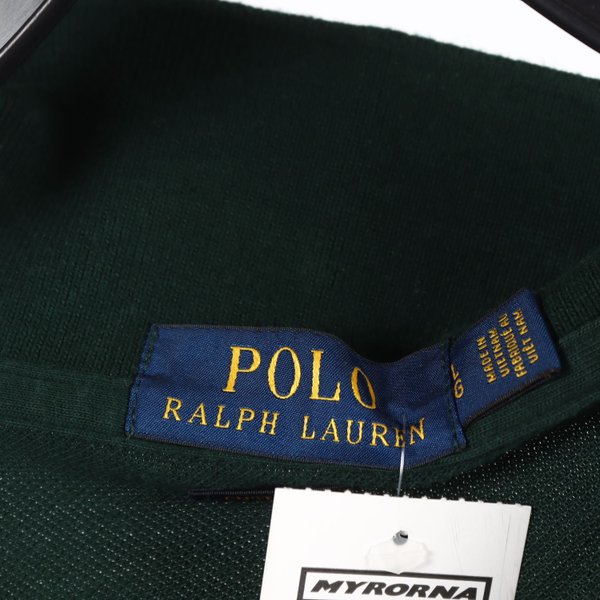 POLO
RALPH LAUREN
MADE IN
VIETNAM
FABRIQUE AU
VIET NAM
MYRORNA